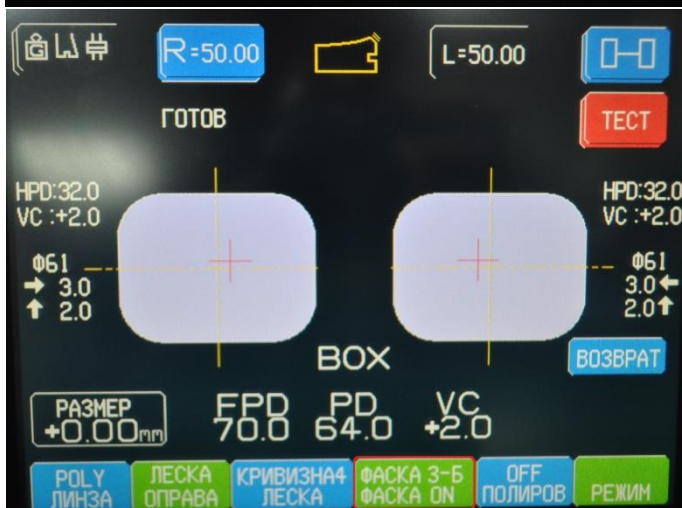 R=50.00
L=50.00
ГОТОВ
ТЕСТ
HPD:32.0
VC :+2.0
HPD:32.0
VC :+2.0
Φ61
→ 3.0
↑ 2.0
Φ61
3.0←
2.0↑
BOX
ВОЗВРАТ
РАЗМЕР
+0.00mm
FPD
70.0
PD
64.0
VC
+2.0
POLY
ЛИНЗА
ЛЕСКА
ОПРАВА
КРИВИЗНА4
ЛЕСКА
ФАСКА 3-Б
ФАСКА ON
OFF
ПОЛИРОВ
РЕЖИМ